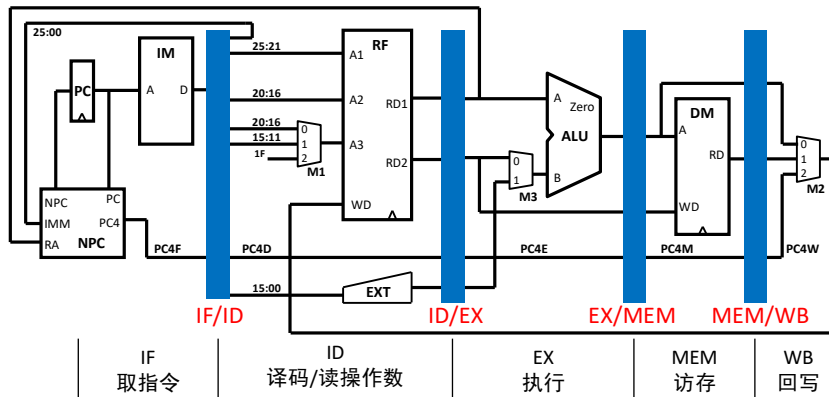 25:00
IM
A
D
PC
NPC
PC
IMM
PC4
RA
NPC
PC4F
IF/ID
25:21
20:16
20:16
15:11
1F
0
1
2
M1
RF
A1
A2
A3
WD
RD1
RD2
PC4D
15:00
EXT
ID/EX
0
1
M3
A
B
Zero
ALU
PC4E
EX/MEM
DM
A
RD
WD
PC4M
MEM/WB
0
1
2
M2
PC4W
IF
取指令
ID
译码/读操作数
EX
执行
MEM
访存
WB
回写